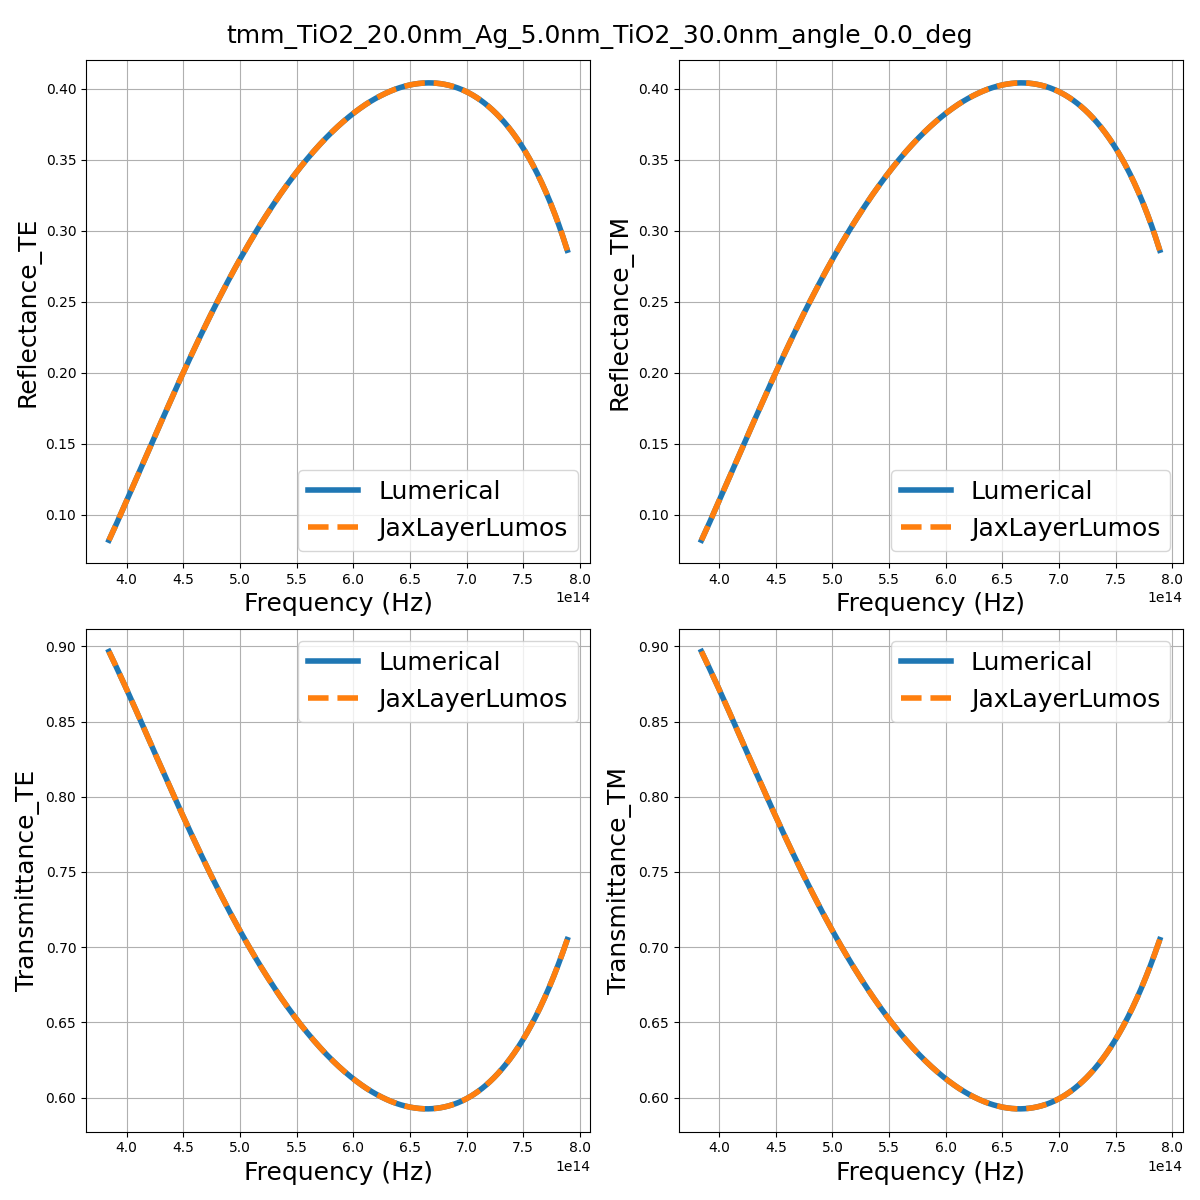 tmm_TiO2_20.0nm_Ag_5.0nm_TiO2_30.0nm_angle_0.0_deg
Reflectance_TE
0.40
0.35
0.30
0.25
0.20
0.15
0.10
Lumerical
JaxLayerLumos
4.0 4.5 5.0 5.5 6.0 6.5 7.0 7.5 8.0
1e14
Frequency (Hz)
Reflectance_TM
0.40
0.35
0.30
0.25
0.20
0.15
0.10
Lumerical
JaxLayerLumos
4.0 4.5 5.0 5.5 6.0 6.5 7.0 7.5 8.0
1e14
Frequency (Hz)
Transmittance_TE
0.90
0.85
0.80
0.75
0.70
0.65
0.60
Lumerical
JaxLayerLumos
4.0 4.5 5.0 5.5 6.0 6.5 7.0 7.5 8.0
1e14
Frequency (Hz)
Transmittance_TM
0.90
0.85
0.80
0.75
0.70
0.65
0.60
Lumerical
JaxLayerLumos
4.0 4.5 5.0 5.5 6.0 6.5 7.0 7.5 8.0
1e14
Frequency (Hz)